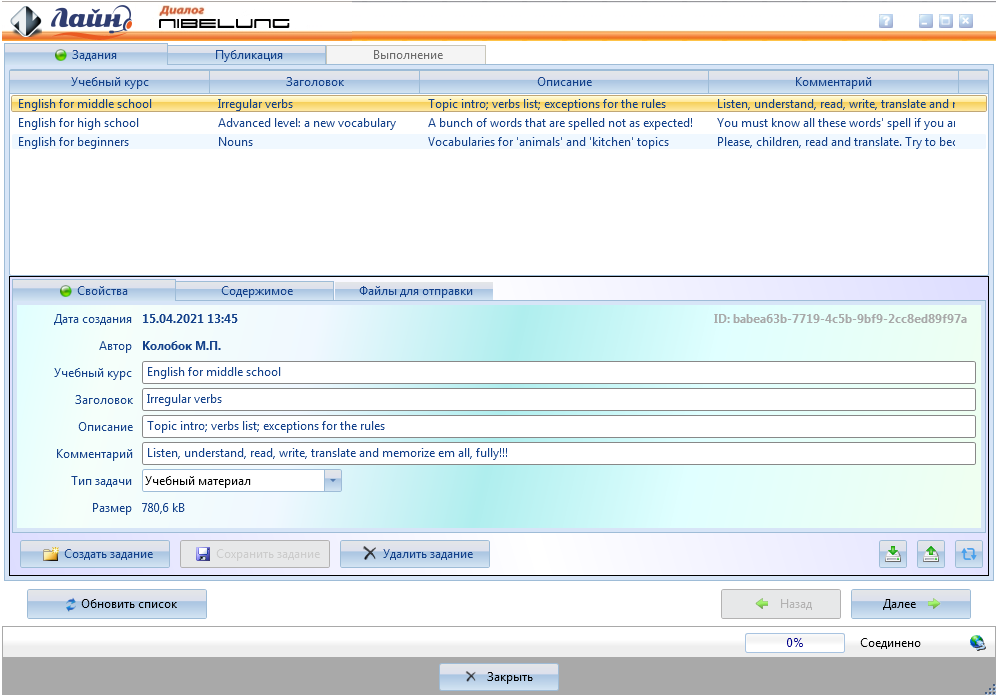 Лайн Диалог NIBELUNG
Задания Публикация Выполнение
Учебный курс Заголовок Описание Комментарий
English for middle school Irregular verbs Topic intro; verbs list; exceptions for the rules Listen, understand, read, write, translate and r
English for high school Advanced level: a new vocabulary A bunch of words that are spelled not as expected! You must know all these words' spell if you ar
English for beginners Nouns Vocabularies for 'animals' and 'kitchen' topics Please, children, read and translate. Try to bec
Свойства Содержимое Файлы для отправки
Дата создания 15.04.2021 13:45 ID: babea63b-7719-4c5b-9bf9-2cc8ed89f97a
Автор Колобок М.П.
Учебный курс English for middle school
Заголовок Irregular verbs
Описание Topic intro; verbs list; exceptions for the rules
Комментарий Listen, understand, read, write, translate and memorize em all, fully!!!
Тип задачи Учебный материал
Размер 780,6 kB
Создать задание Сохранить задание Удалить задание
Обновить список Назад Далее
0% Соединено
Закрыть